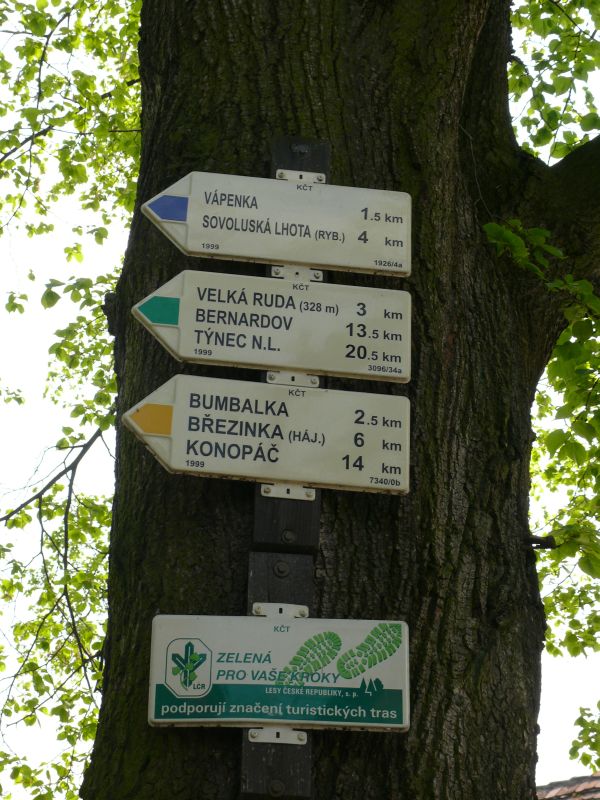 KČT
VÁPENKA 1.5 km
SOVOLUSKÁ LHOTA (RYB.) 4 km
1999 1926/4a
KČT
VELKÁ RUDA (328 m) 3 km
BERNARDOV 13.5 km
TÝNEC N.L. 20.5 km
1999 3096/34a
KČT
BUMBALKA 2.5 km
BŘEZINKA (HÁJ.) 6 km
KONOPÁČ 14 km
1999 7340/0b
KČT
LČR
ZELENÁ
PRO VAŠE KROKY
LESY ČESKÉ REPUBLIKY, s. p.
podporují značení turistických tras